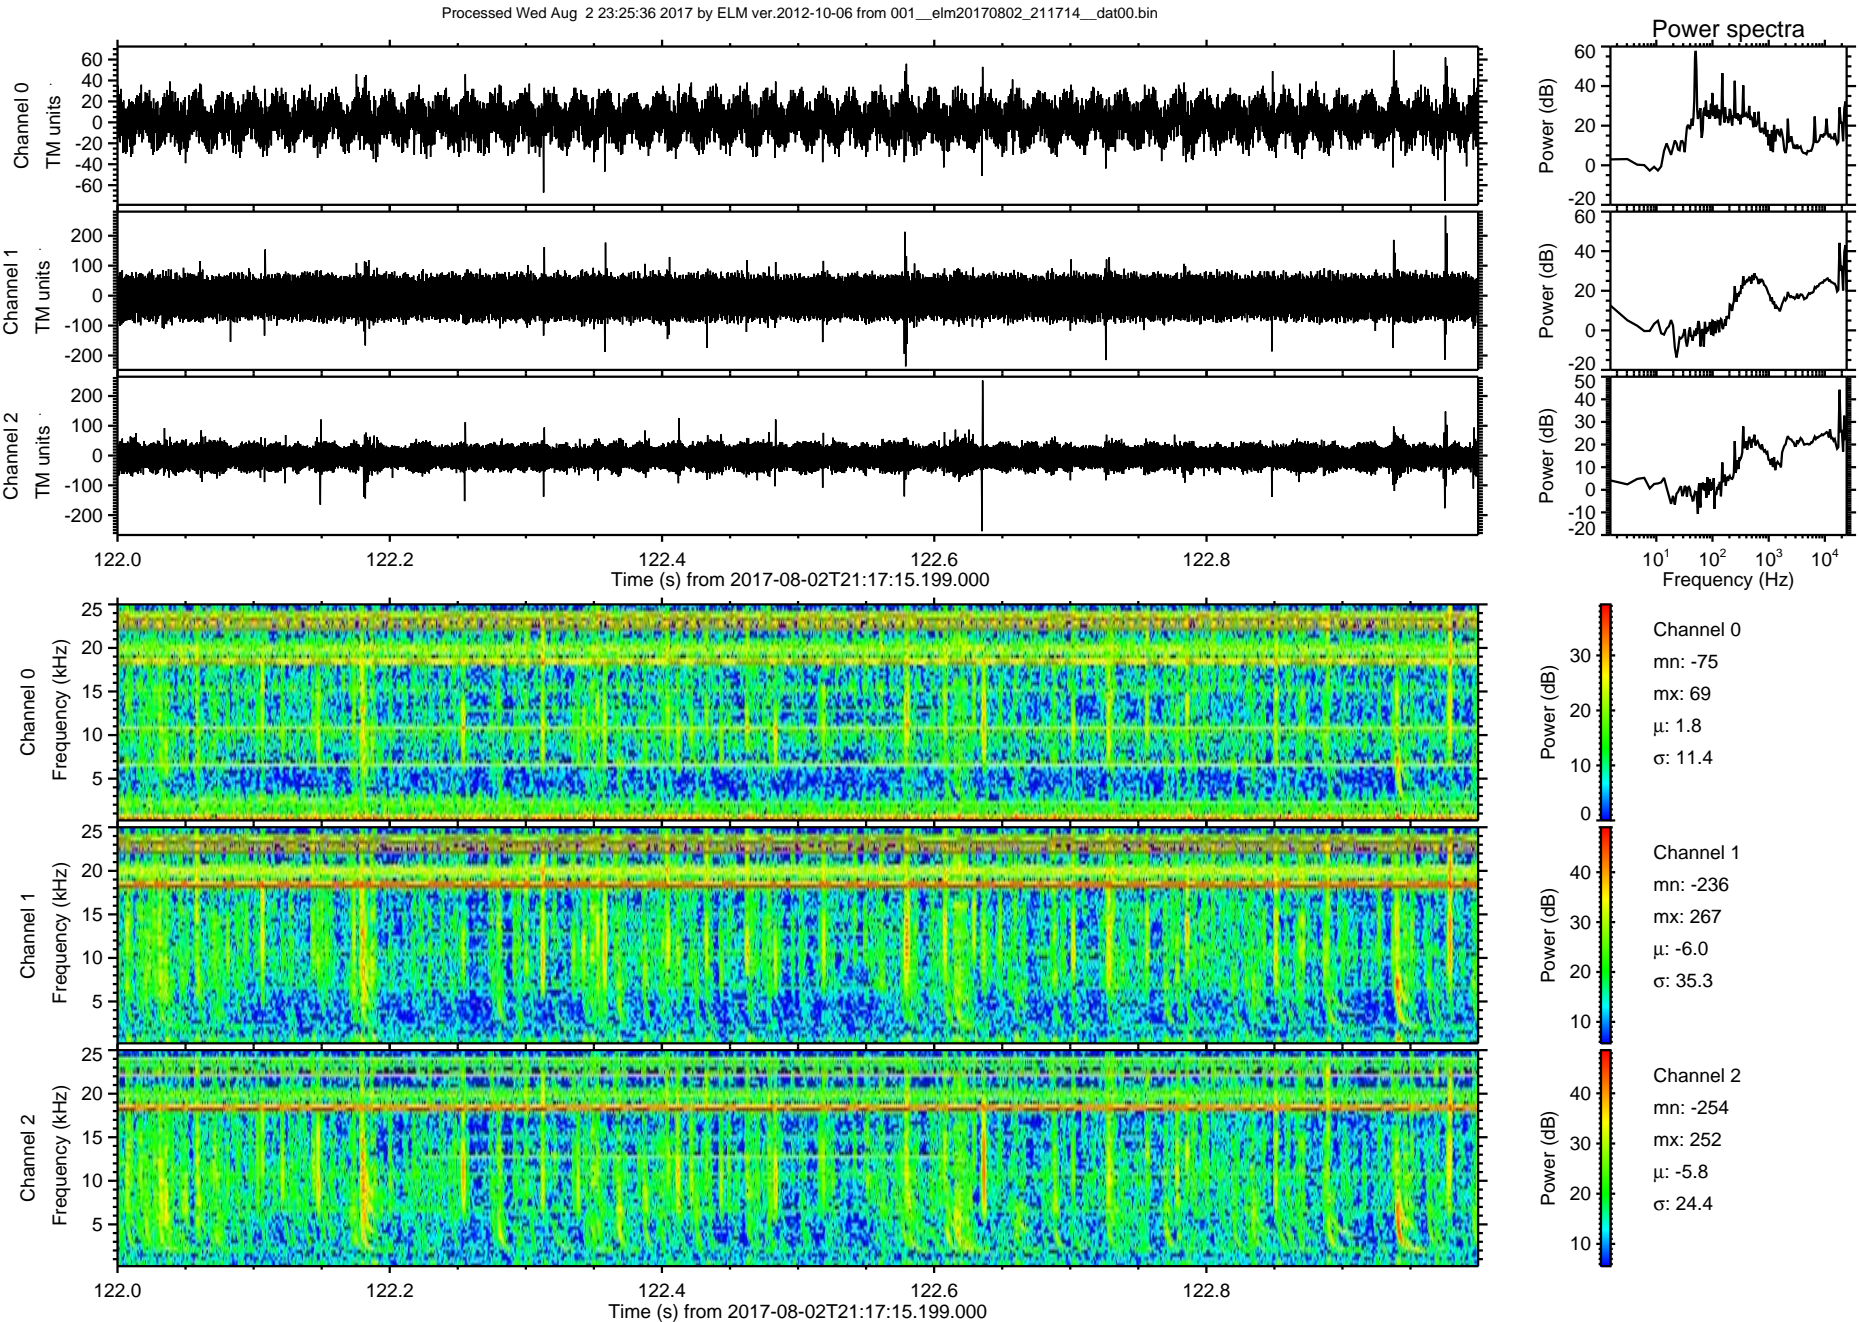 Processed Wed Aug  2 23:25:36 2017 by ELM ver.2012-10-06 from 001__elm20170802_211714__dat00.bin
Power spectra
Channel 0
TM units
60
40
20
0
-20
-40
-60
Power (dB)
60
40
20
0
-20
Channel 1
TM units
200
100
0
-100
-200
Power (dB)
60
40
20
0
-20
Channel 2
TM units
200
100
0
-100
-200
Power (dB)
50
40
30
20
10
0
-10
-20
122.0 122.2 122.4 122.6 122.8
Time (s) from 2017-08-02T21:17:15.199.000
10^1 10^2 10^3 10^4
Frequency (Hz)
Channel 0
Frequency (kHz)
25
20
15
10
5
Power (dB)
30
20
10
0
Channel 0
mn: -75
mx: 69
μ: 1.8
σ: 11.4
Channel 1
Frequency (kHz)
25
20
15
10
5
Power (dB)
40
30
20
10
Channel 1
mn: -236
mx: 267
μ: -6.0
σ: 35.3
Channel 2
Frequency (kHz)
25
20
15
10
5
Power (dB)
40
30
20
10
Channel 2
mn: -254
mx: 252
μ: -5.8
σ: 24.4
122.0 122.2 122.4 122.6 122.8
Time (s) from 2017-08-02T21:17:15.199.000